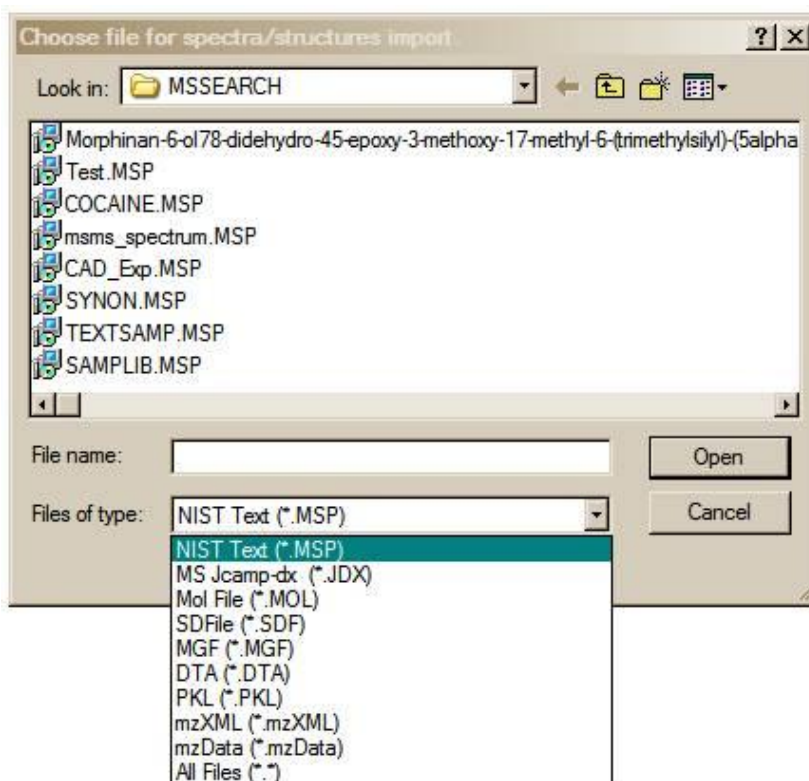 Choose file for spectra/structures import
Look in: MSSEARCH
Morphinan-6-ol78-didehydro-45-epoxy-3-methoxy-17-methyl-6-(trimethylsilyl)-(5alpha
Test.MSP
COCAINE.MSP
msms_spectrum.MSP
CAD_Exp.MSP
SYNON.MSP
TEXTSAMP.MSP
SAMPLIB.MSP
File name:
Open
Files of type: NIST Text (*.MSP)
Cancel
NIST Text (*.MSP)
MS Jcamp-dx (*.JDX)
Mol File (*.MOL)
SDFile (*.SDF)
MGF (*.MGF)
DTA (*.DTA)
PKL (*.PKL)
mzXML (*.mzXML)
mzData (*.mzData)
All Files (*.*)